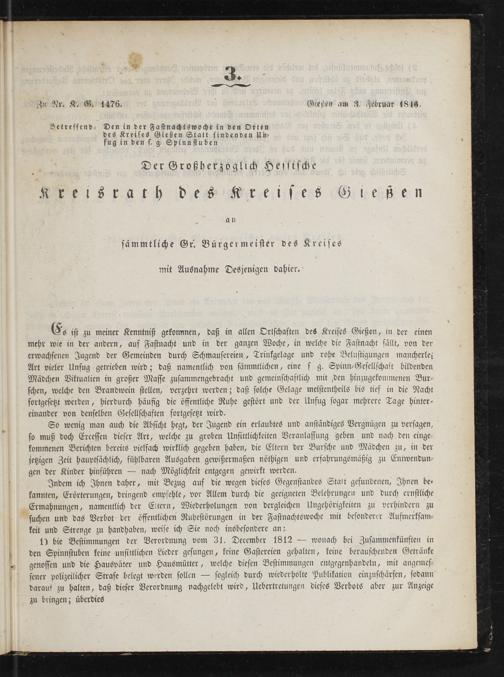 3.
Zu Nr. K. G. 1476.
Gießen am 3. Februar 1846.
Betreffend: Den in der Fastnachtswoche in den Orten
des Kreises Gießen Statt findenden Un-
fug in den s. g. Spinnstuben
Der Großherzoglich Hessische
Kreisrath des Kreises Gießen
an
sämmtliche Gr. Bürgermeister des Kreises
mit Ausnahme Desjenigen dahier.
Es ist zu meiner Kenntniß gekommen, daß in allen Ortschaften des Kreises Gießen, in der einen
mehr wie in der andern, auf Fastnacht und in der ganzen Woche, in welche die Fastnacht fällt, von der
erwachsenen Jugend der Gemeinden durch Schmausereien, Trinkgelage und rohe Belustigungen mancherlei
Art vieler Unfug getrieben wird; daß namentlich von sämmtlichen, eine s. g. Spinn-Gesellschaft bildenden
Mädchen Victualien in großer Masse zusammengebracht und gemeinschaftlich mit den hinzugekommenen Bur-
schen, welche den Brandwein stellen, verzehrt werden; daß solche Gelage meistentheils bis tief in die Nacht
fortgesetzt werden, hierdurch häufig die öffentliche Ruhe gestört und der Unfug sogar mehrere Tage hinter-
einander von denselben Gesellschaften fortgesetzt wird.
So wenig man auch die Absicht hegt, der Jugend ein erlaubtes und anständiges Vergnügen zu versagen,
so muß doch Excessen dieser Art, welche zu großen Unsittlichkeiten Veranlassung geben und nach den einge-
kommenen Berichten bereits vielfach wirklich gegeben haben, die Eltern der Bursche und Mädchen zu, in der
jetzigen Zeit hauptsächlich, fühlbaren Ausgaben gewissermaßen nöthigen und erfahrungsmäßig zu Entwendun-
gen der Kinder hinführen — nach Möglichkeit entgegen gewirkt werden.
Indem ich Ihnen daher, mit Bezug auf die wegen dieses Gegenstandes Statt gefundenen, Ihnen be-
kannten, Erörterungen, dringend empfehle, vor Allem durch die geeigneten Belehrungen und durch ernstliche
Ermahnungen, namentlich der Eltern, Wiederholungen von dergleichen Ungehörigkeiten zu verhindern zu
suchen und das Verbot der öffentlichen Ruhestörungen in der Fastnachtswoche mit besonderer Aufmerksam-
keit und Strenge zu handhaben, weise ich Sie noch insbesondere an:
1) die Bestimmungen der Verordnung vom 31. December 1812 — wonach bei Zusammenkünften in
den Spinnstuben keine unsittlichen Lieder gesungen, keine Gastereien gehalten, keine berauschenden Getränke
genossen und die Hausväter und Hausmütter, welche diesen Bestimmungen entgegenhandeln, mit angemes-
sener polizeilicher Strafe belegt werden sollen — sogleich durch wiederholte Publikation einzuschärfen, sodann
darauf zu halten, daß dieser Verordnung nachgelebt wird, Uebertretungen dieses Verbots aber zur Anzeige
zu bringen; überdies